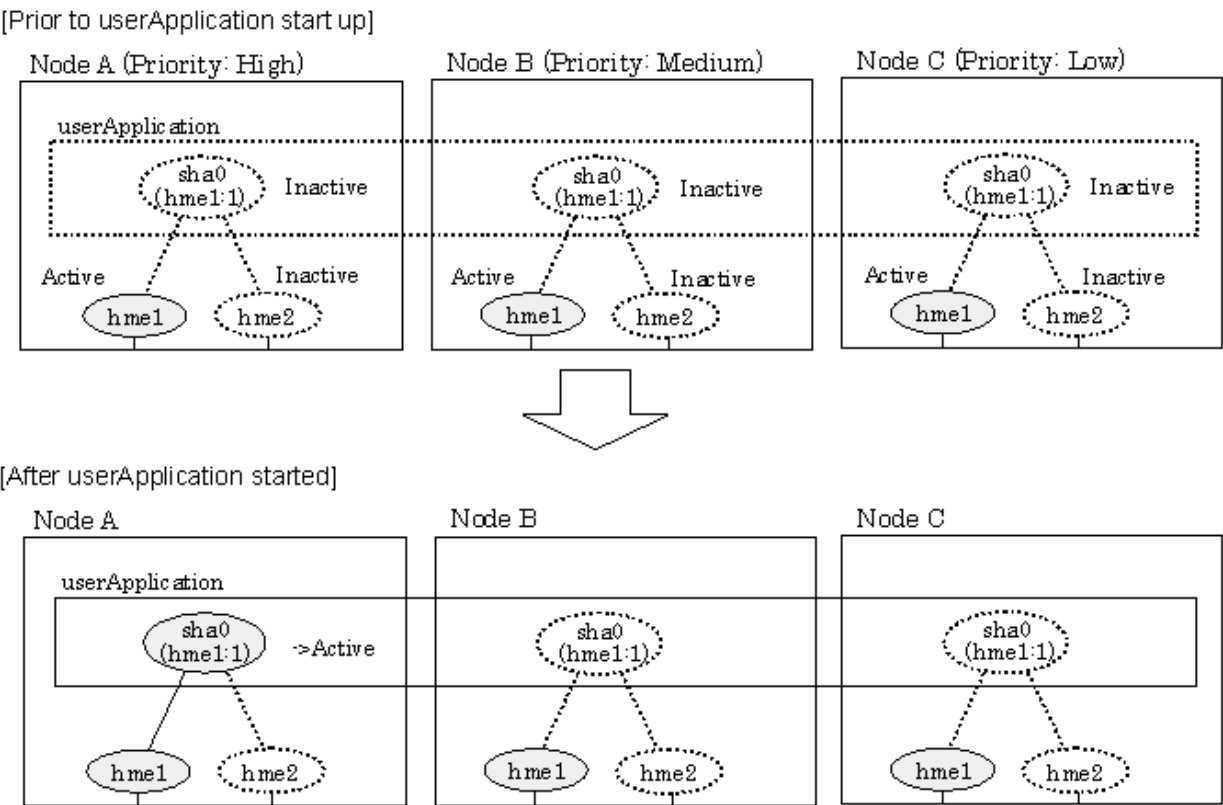 [Prior to userApplication start up]
Node A (Priority: High)
Node B (Priority: Medium)
Node C (Priority: Low)
userApplication
sha0
(hme1:1)
Inactive
sha0
(hme1:1)
Inactive
sha0
(hme1:1)
Inactive
Active
Inactive
Active
Inactive
Active
Inactive
hme1
hme2
hme1
hme2
hme1
hme2
[After userApplication started]
Node A
Node B
Node C
userApplication
sha0
(hme1:1)
->Active
sha0
(hme1:1)
sha0
(hme1:1)
hme1
hme2
hme1
hme2
hme1
hme2